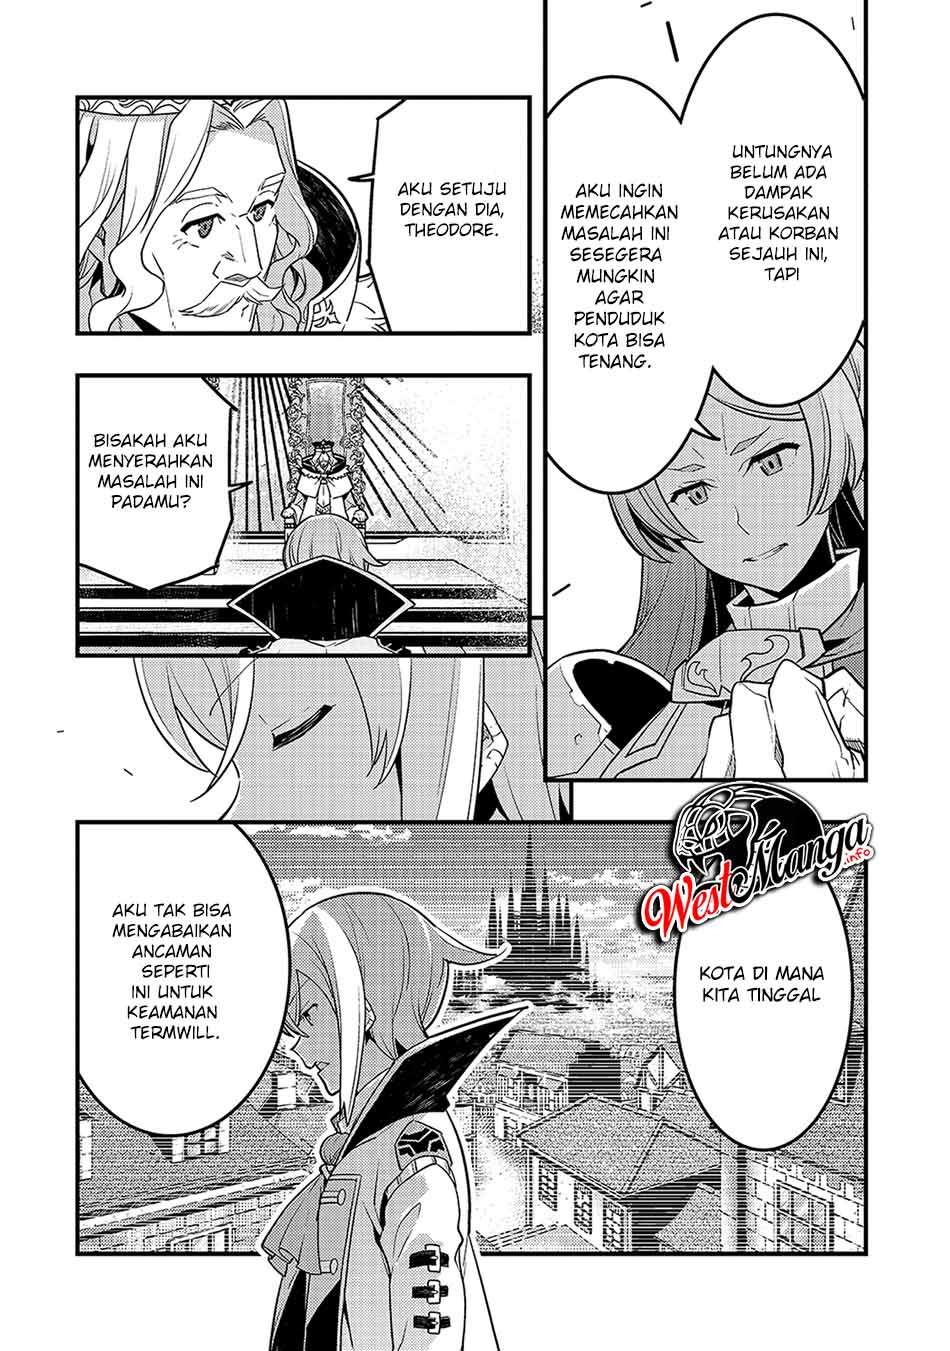 UNTUNGNYA
BELUM ADA
DAMPAK
KERUSAKAN
ATAU KORBAN
SEJAUH INI,
TAPI
AKU INGIN
MEMECAHKAN
MASALAH INI
SESEGERA
MUNGKIN
AGAR
PENDUDUK
KOTA BISA
TENANG.
AKU SETUJU
DENGAN DIA,
THEODORE.
BISAKAH AKU
MENYERAHKAN
MASALAH INI
PADAMU?
WestManga
.info
KOTA DI MANA
KITA TINGGAL
AKU TAK BISA
MENGABAIKAN
ANCAMAN
SEPERTI
INI UNTUK
KEAMANAN
TERMWILL.